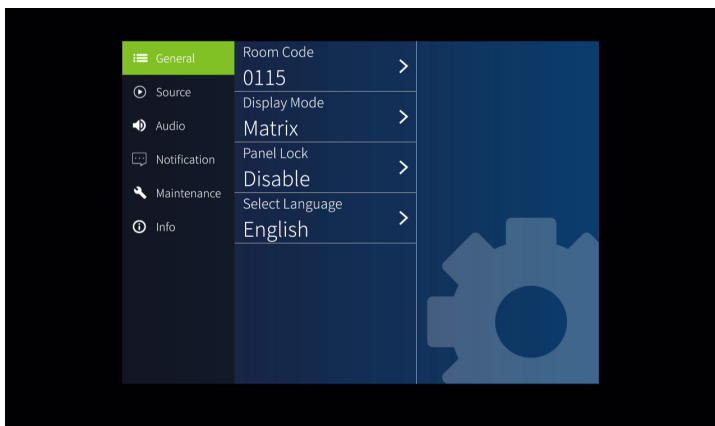 General
Source
Audio
Notification
Maintenance
Info
Room Code
0115
Display Mode
Matrix
Panel Lock
Disable
Select Language
English